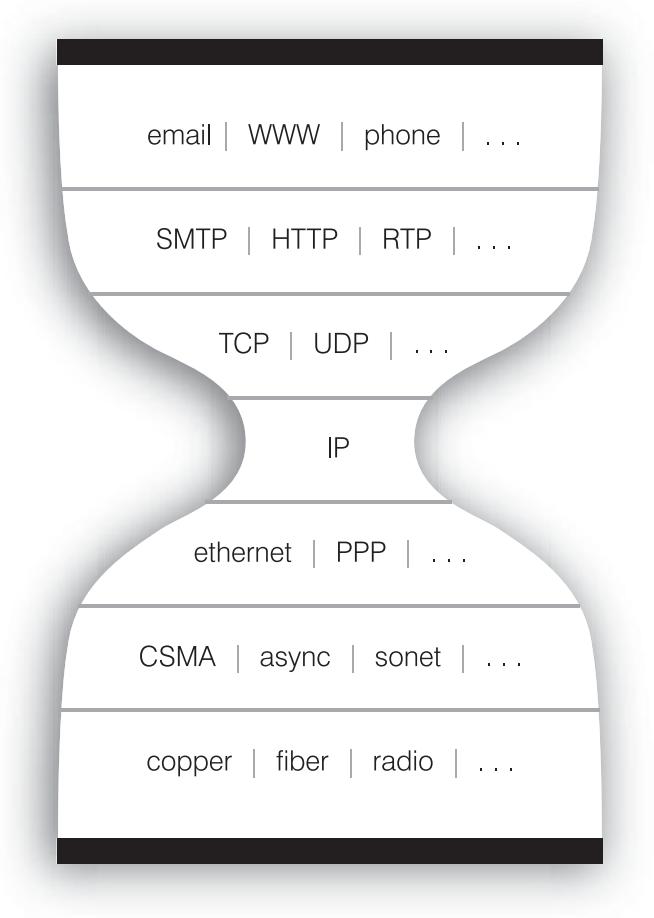 email | WWW | phone | . . .
SMTP | HTTP | RTP | . . .
TCP | UDP | . . .
IP
ethernet | PPP | . . .
CSMA | async | sonet | . . .
copper | fiber | radio | . . .